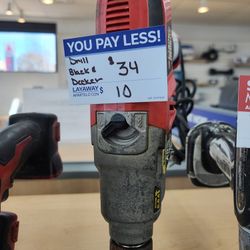 YOU PAY LESS!
Drill $ 34
Black &
Decker
LAYAWAY $ 10